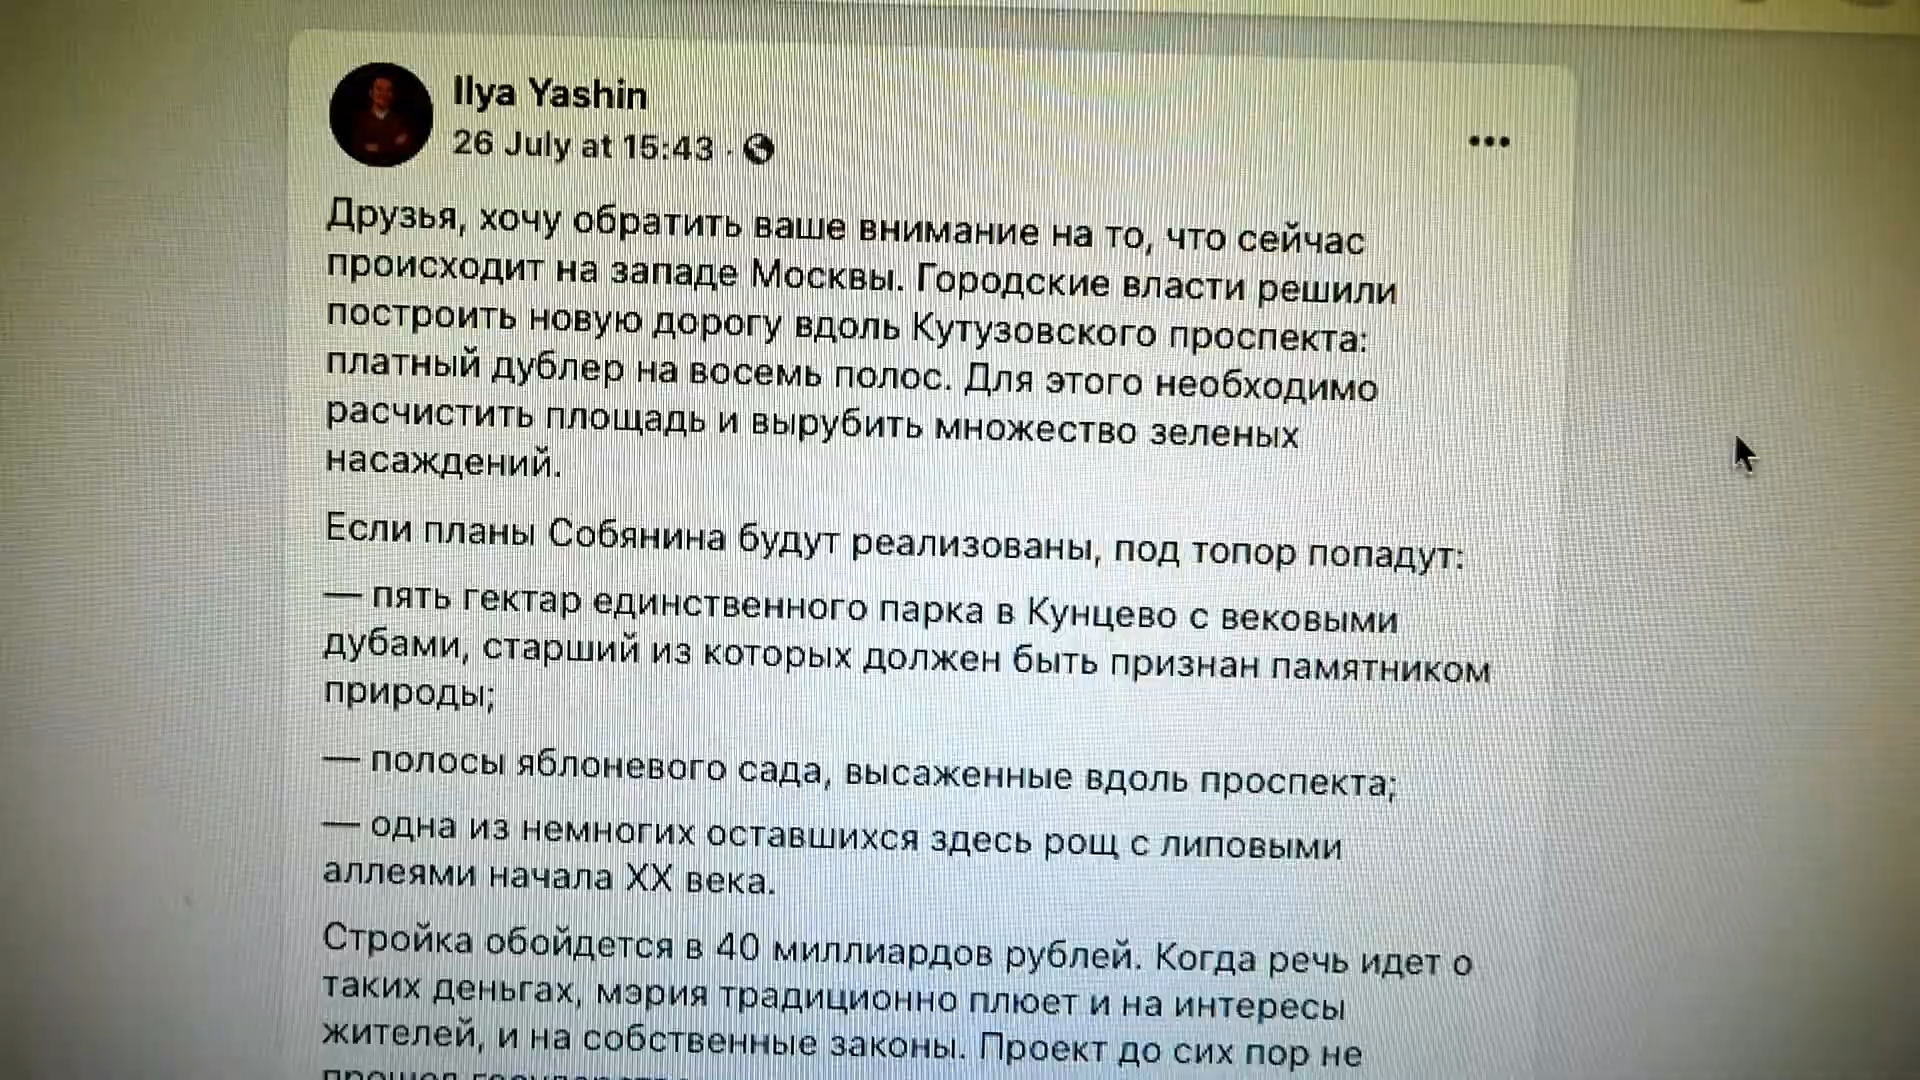 Ilya Yashin
26 July at 15:43 ·
Друзья, хочу обратить ваше внимание на то, что сейчас
происходит на западе Москвы. Городские власти решили
построить новую дорогу вдоль Кутузовского проспекта:
платный дублер на восемь полос. Для этого необходимо
расчистить площадь и вырубить множество зеленых
насаждений.
Если планы Собянина будут реализованы, под топор попадут:
— пять гектар единственного парка в Кунцево с вековыми
дубами, старший из которых должен быть признан памятником
природы;
— полосы яблоневого сада, высаженные вдоль проспекта;
— одна из немногих оставшихся здесь рощ с липовыми
аллеями начала XX века.
Стройка обойдется в 40 миллиардов рублей. Когда речь идет о
таких деньгах, мэрия традиционно плюет и на интересы
жителей, и на собственные законы. Проект до сих пор не